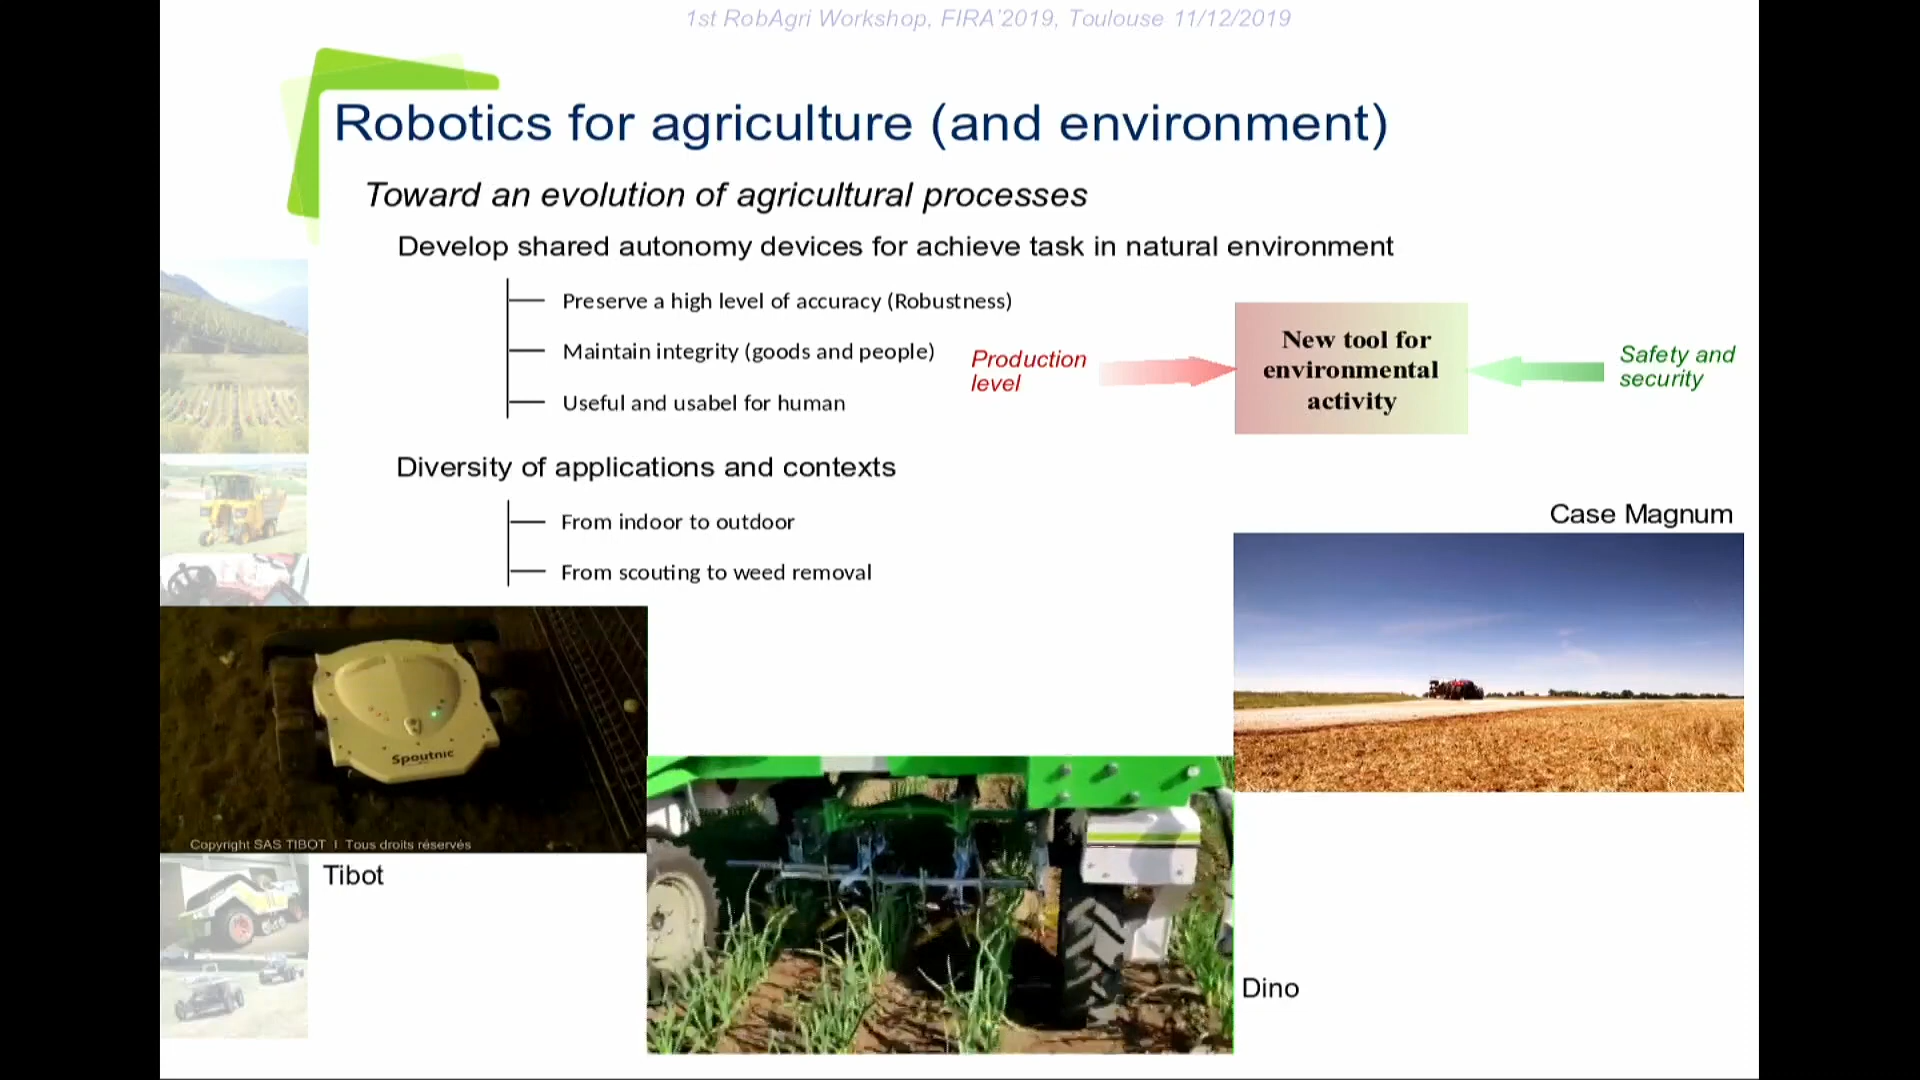 1st RobAgri Workshop, FIRA'2019, Toulouse 11/12/2019
Robotics for agriculture (and environment)
Toward an evolution of agricultural processes
Develop shared autonomy devices for achieve task in natural environment
Preserve a high level of accuracy (Robustness)
Maintain integrity (goods and people)
Useful and usabel for human
Production
level
New tool for
environmental
activity
Safety and
security
Diversity of applications and contexts
From indoor to outdoor
From scouting to weed removal
Case Magnum
Spoutnic
Copyright SAS TIBOT I Tous droits réservés
Tibot
Dino